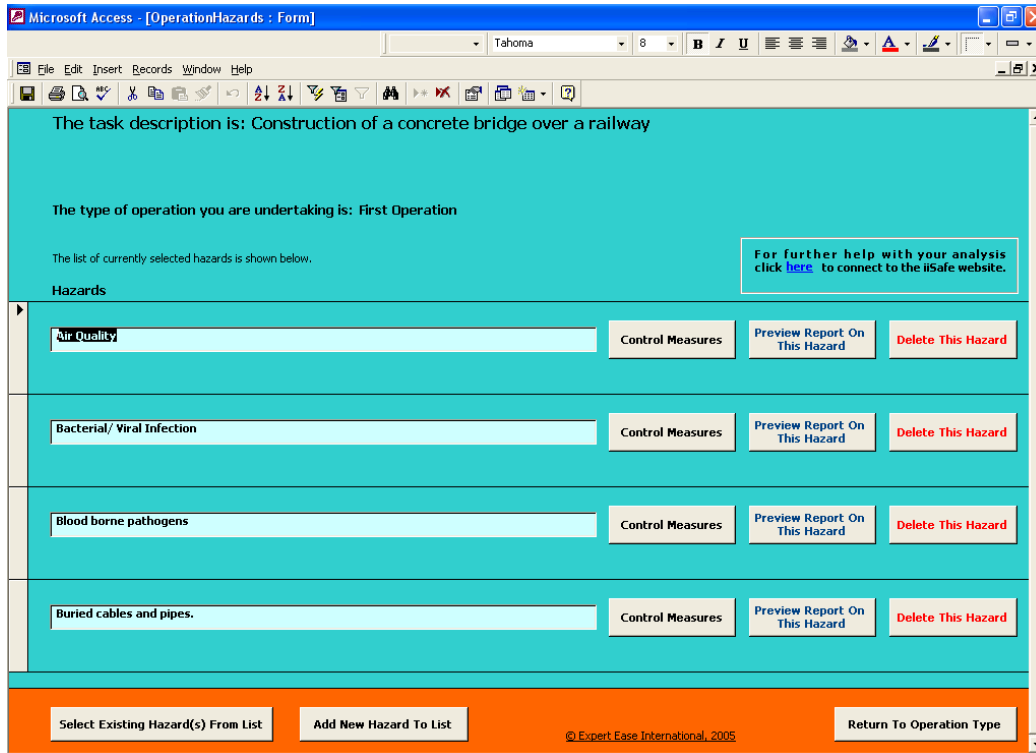 Microsoft Access - [OperationHazards : Form]
Tahoma 8 B I U A
File Edit Insert Records Window Help
The task description is: Construction of a concrete bridge over a railway
The type of operation you are undertaking is: First Operation
The list of currently selected hazards is shown below.
For further help with your analysis
click here to connect to the iiSafe website.
Hazards
Air Quality
Control Measures
Preview Report On
This Hazard
Delete This Hazard
Bacterial/ Viral Infection
Control Measures
Preview Report On
This Hazard
Delete This Hazard
Blood borne pathogens
Control Measures
Preview Report On
This Hazard
Delete This Hazard
Buried cables and pipes.
Control Measures
Preview Report On
This Hazard
Delete This Hazard
Select Existing Hazard(s) From List
Add New Hazard To List
© Expert Ease International, 2005
Return To Operation Type